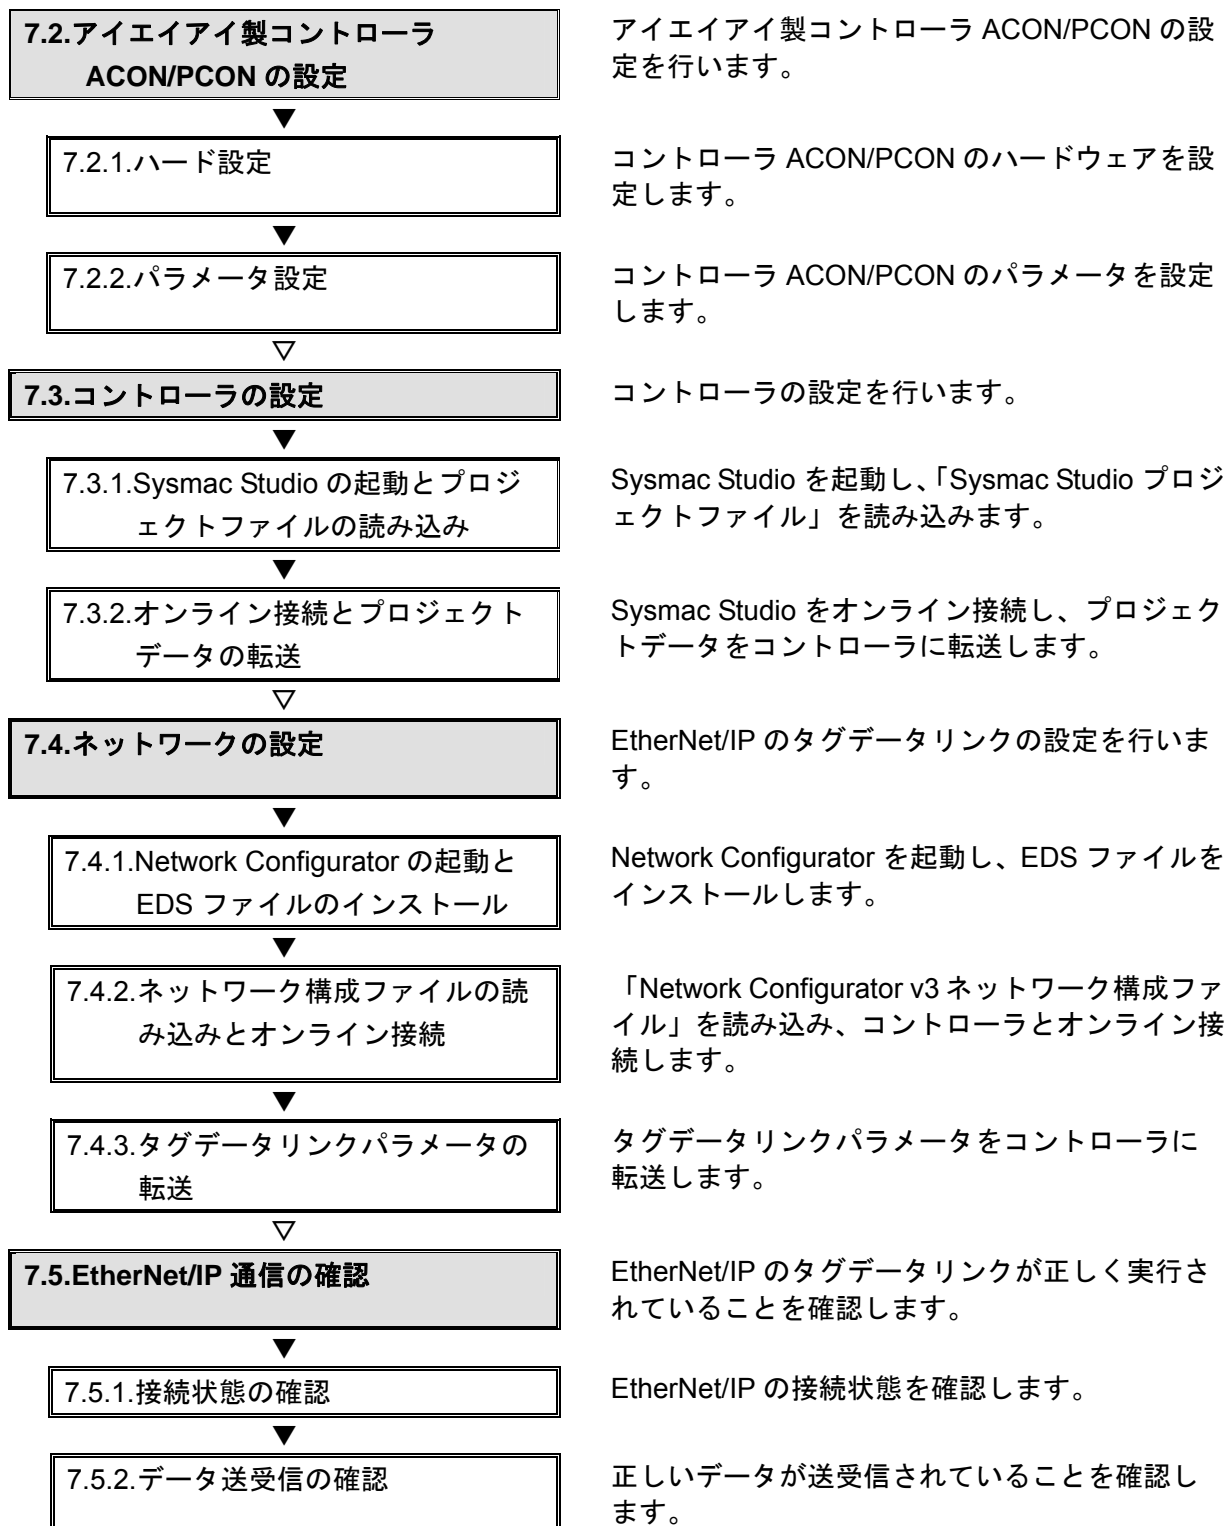 7.2.アイエイアイ製コントローラ
ACON/PCON の設定
アイエイアイ製コントローラ ACON/PCON の設
定を行います。
▼
7.2.1.ハード設定
コントローラ ACON/PCON のハードウェアを設
定します。
▼
7.2.2.パラメータ設定
コントローラ ACON/PCON のパラメータを設定
します。
▽
7.3.コントローラの設定
コントローラの設定を行います。
▼
7.3.1.Sysmac Studio の起動とプロジ
ェクトファイルの読み込み
Sysmac Studio を起動し、「Sysmac Studio プロジ
ェクトファイル」を読み込みます。
▼
7.3.2.オンライン接続とプロジェクト
データの転送
Sysmac Studio をオンライン接続し、プロジェク
トデータをコントローラに転送します。
▽
7.4.ネットワークの設定
EtherNet/IP のタグデータリンクの設定を行いま
す。
▼
7.4.1.Network Configurator の起動と
EDS ファイルのインストール
Network Configurator を起動し、EDS ファイルを
インストールします。
▼
7.4.2.ネットワーク構成ファイルの読
み込みとオンライン接続
「Network Configurator v3 ネットワーク構成ファ
イル」を読み込み、コントローラとオンライン接
続します。
▼
7.4.3.タグデータリンクパラメータの
転送
タグデータリンクパラメータをコントローラに
転送します。
▽
7.5.EtherNet/IP 通信の確認
EtherNet/IP のタグデータリンクが正しく実行さ
れていることを確認します。
▼
7.5.1.接続状態の確認
EtherNet/IP の接続状態を確認します。
▼
7.5.2.データ送受信の確認
正しいデータが送受信されていることを確認し
ます。